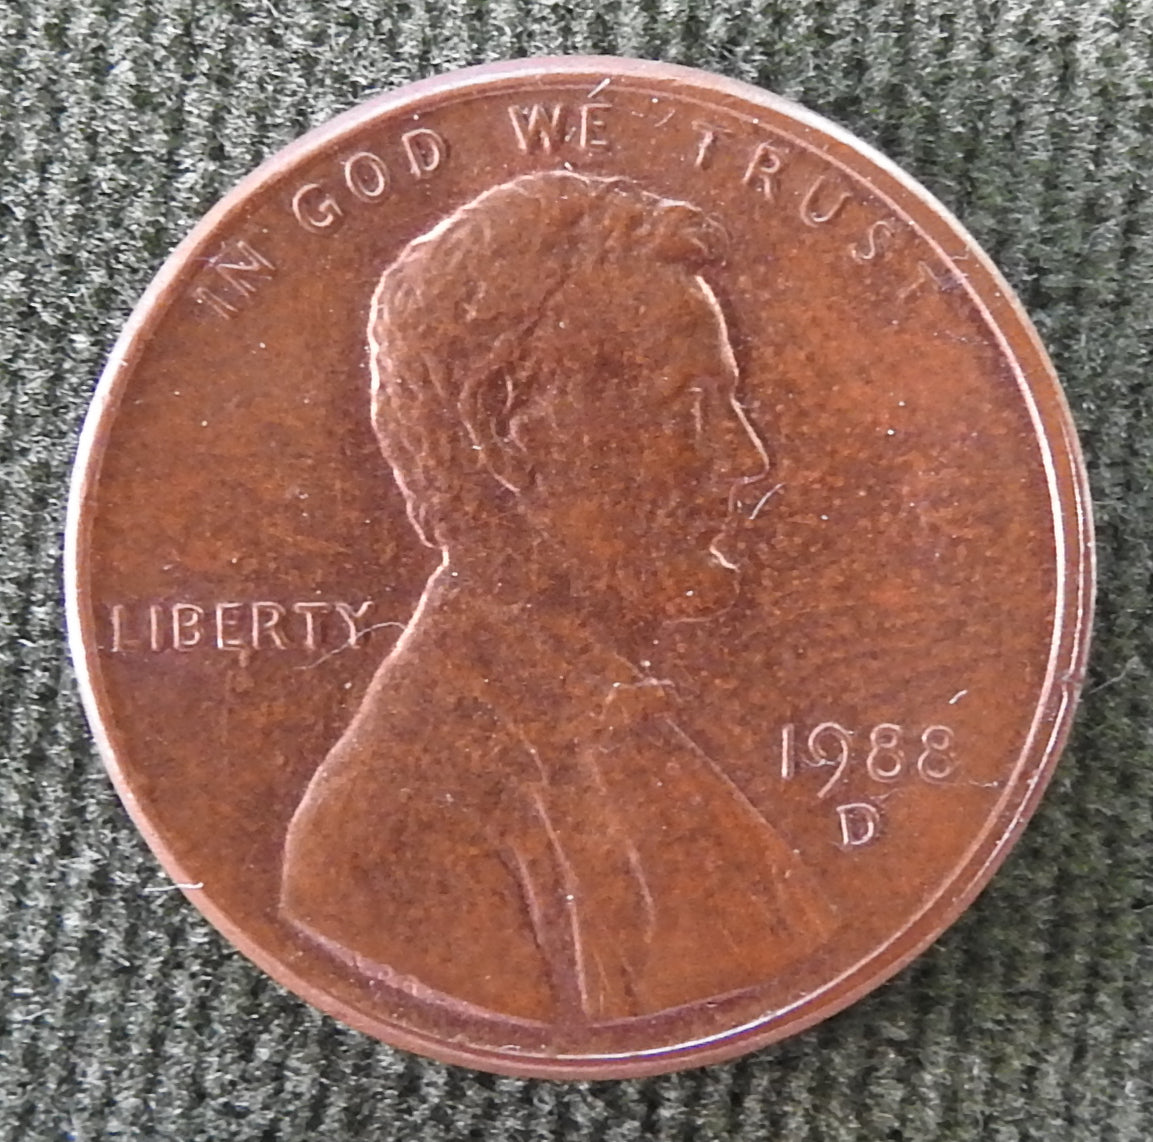 IN GOD WE TRUST
LIBERTY
1988
D